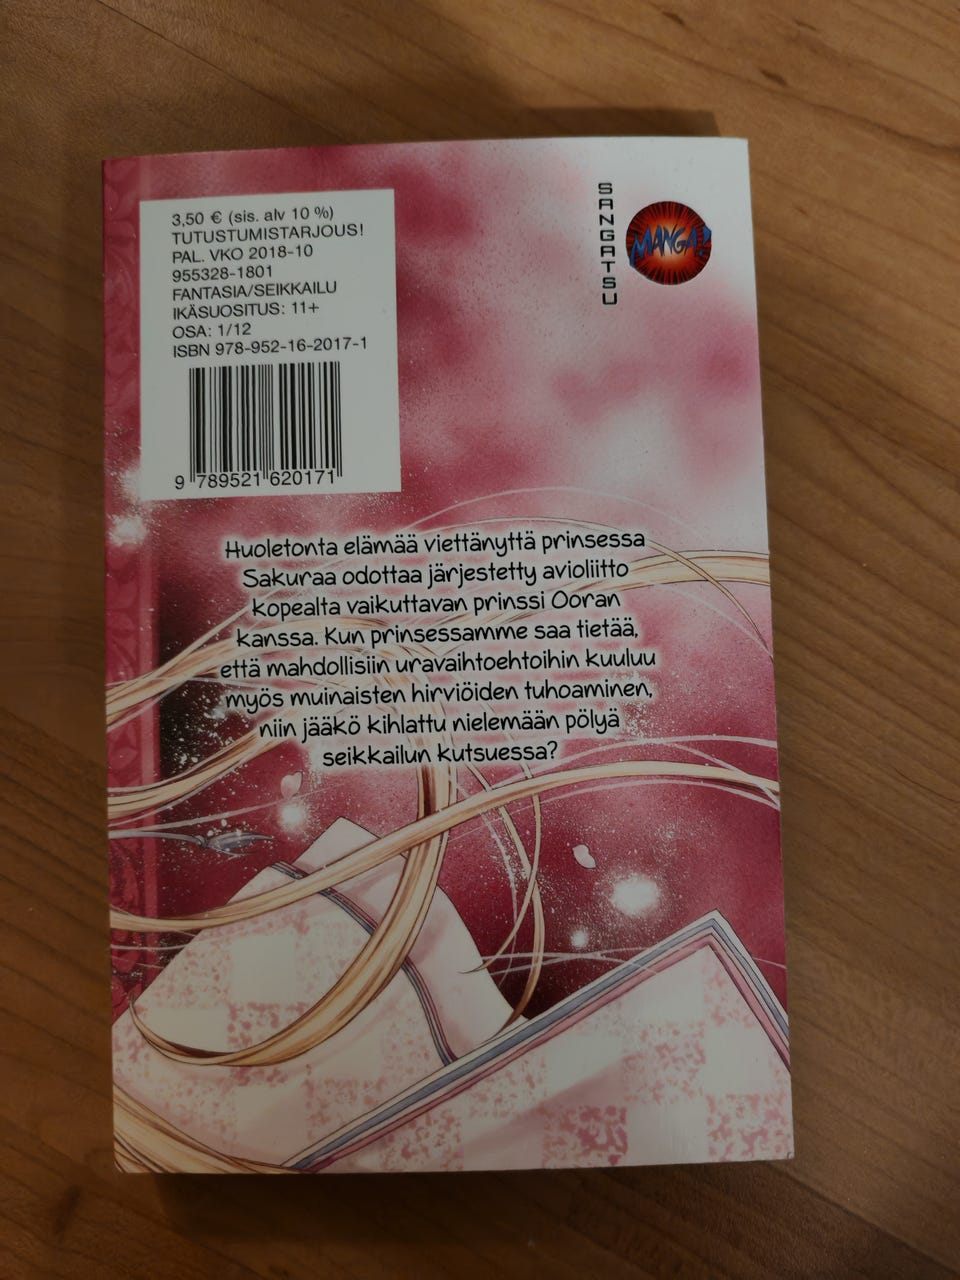 3,50 € (sis. alv 10 %)
TUTUSTUMISTARJOUS!
PAL. VKO 2018-10
955328-1801
FANTASIA/SEIKKAILU
IKÄSUOSITUS: 11+
OSA: 1/12
ISBN 978-952-16-2017-1
9 789521 620171
SANGATSU
MANGA!
Huoletonta elämää viettänyttä prinsessa
Sakuraa odottaa järjestetty avioliitto
kopealta vaikuttavan prinssi Ooran
kanssa. Kun prinsessamme saa tietää,
että mahdollisiin uravaihtoehtoihin kuuluu
myös muinaisten hirviöiden tuhoaminen,
niin jääkö kihlattu nielemään pölyä
seikkailun kutsuessa?